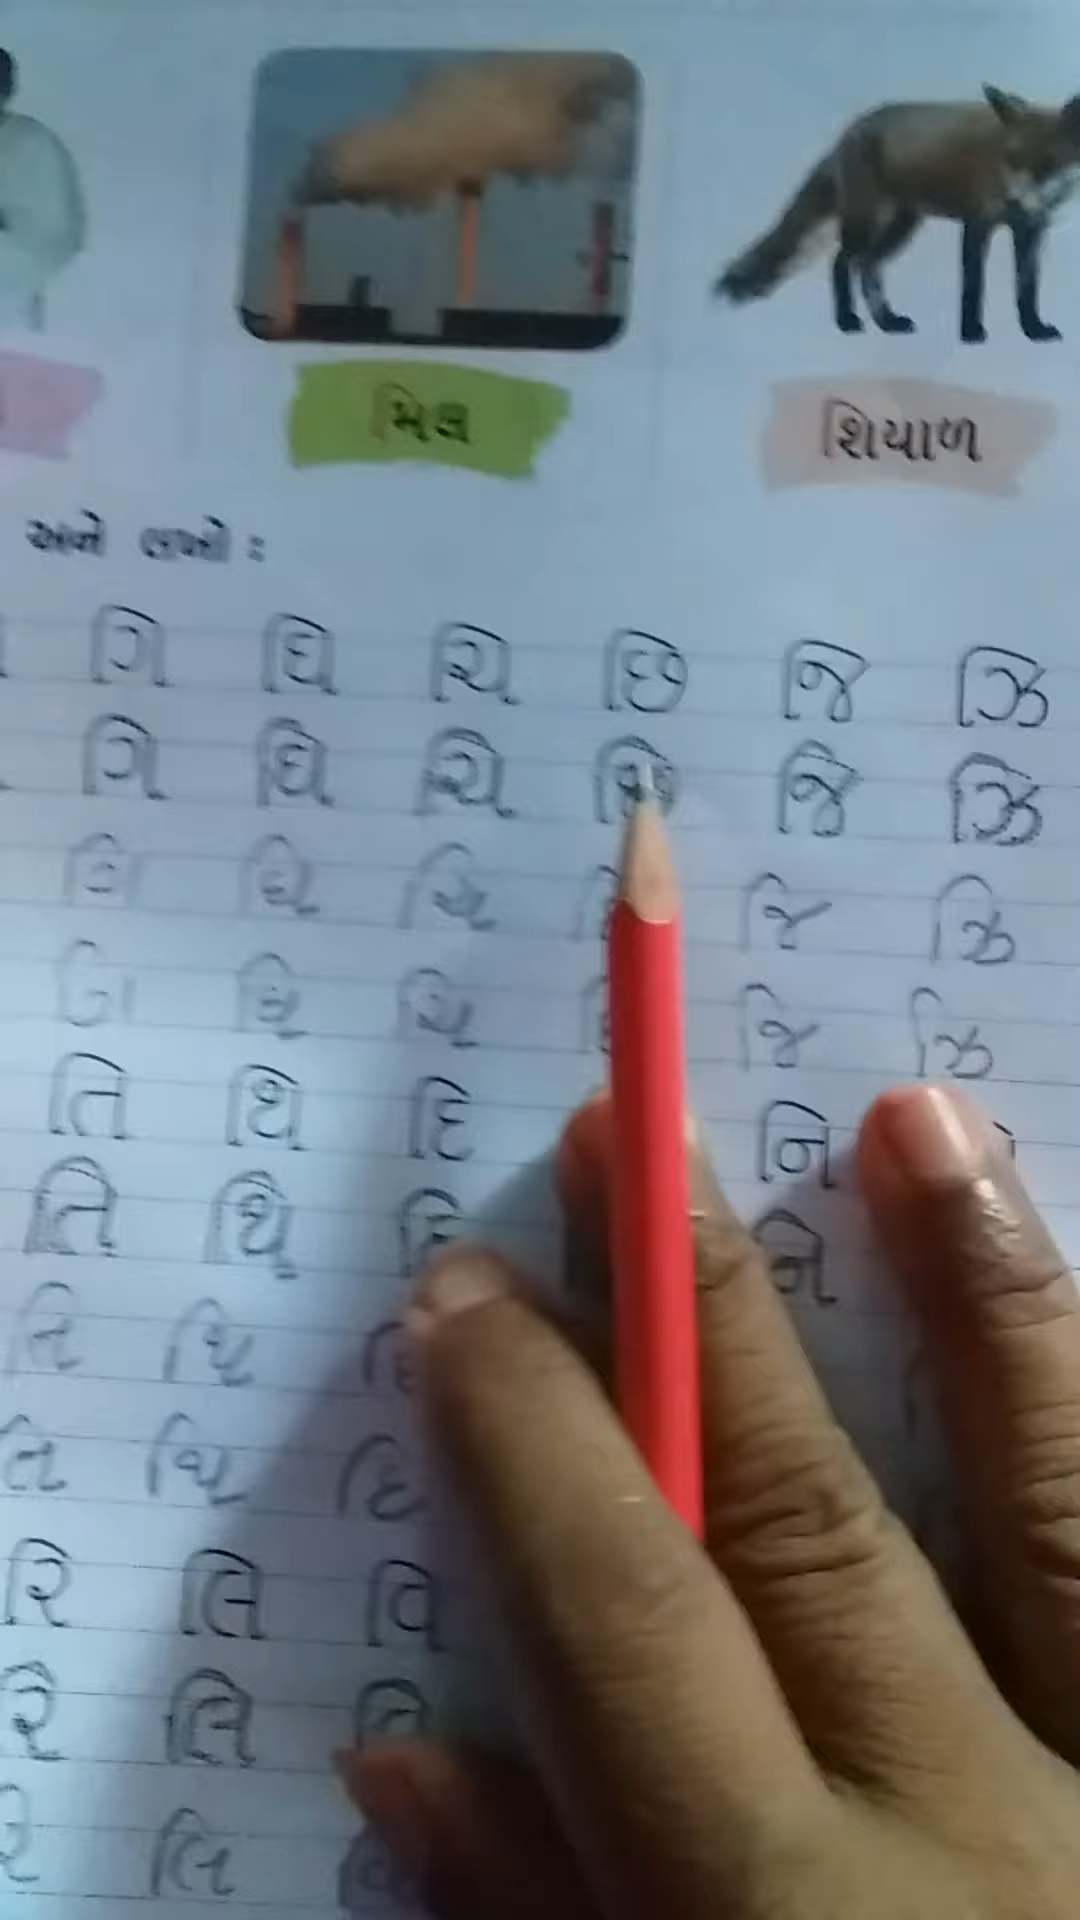 મિલ
શિયાળ
અને લખો :
ગિ ઘિ ચિ છિ જિ ઝિ
ગિ ઘિ ચિ છિ જિ ઝિ
ગિ ઘિ ચિ જિ ઝિ
ગિ ઘિ ચિ જિ ઝિ
તિ થિ દિ નિ
તિ થિ દિ નિ
તિ થિ દિ
તિ થિ દિ
રિ લિ વિ
રિ લિ વિ
રિ લિ